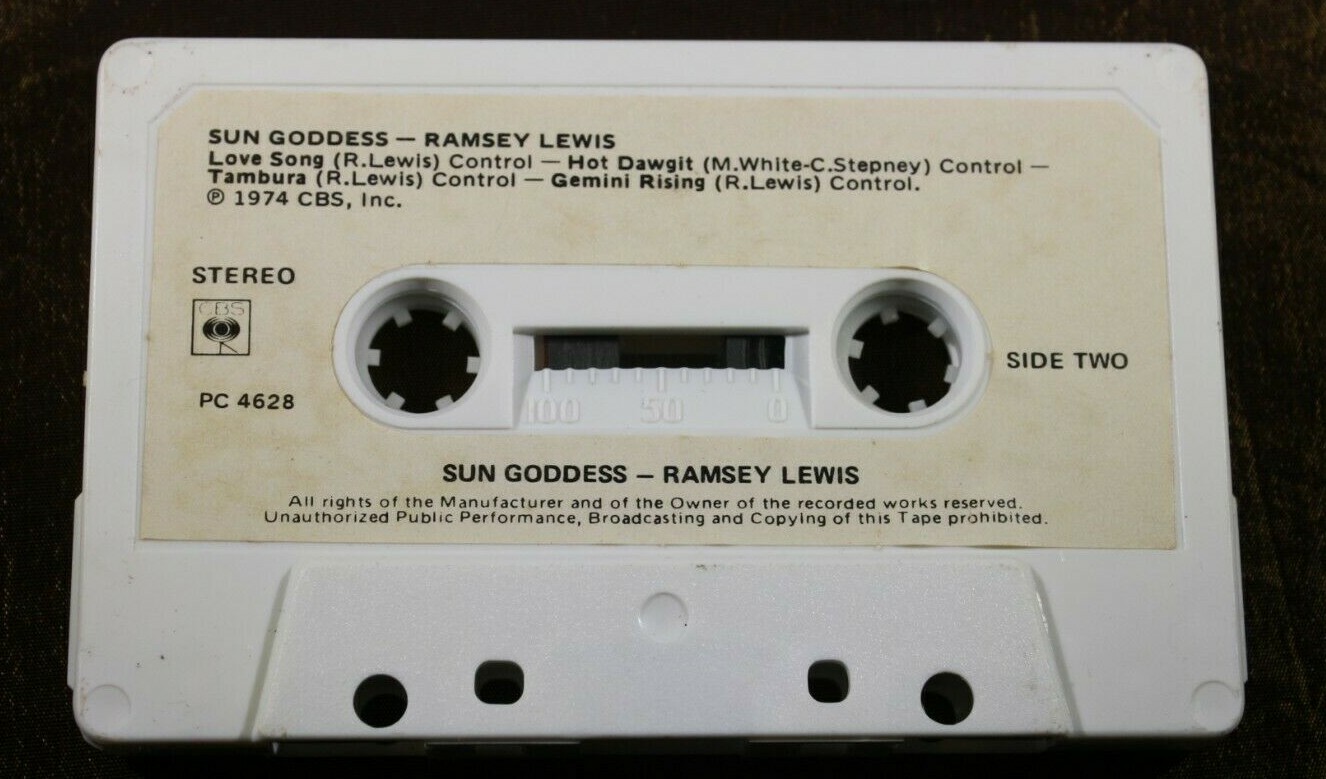 SUN GODDESS — RAMSEY LEWIS
Love Song (R.Lewis) Control — Hot Dawgit (M.White-C.Stepney) Control —
Tambura (R.Lewis) Control — Gemini Rising (R.Lewis) Control.
℗ 1974 CBS, Inc.
STEREO
CBS
PC 4628
100 50 0
SIDE TWO
SUN GODDESS — RAMSEY LEWIS
All rights of the Manufacturer and of the Owner of the recorded works reserved.
Unauthorized Public Performance, Broadcasting and Copying of this Tape prohibited.